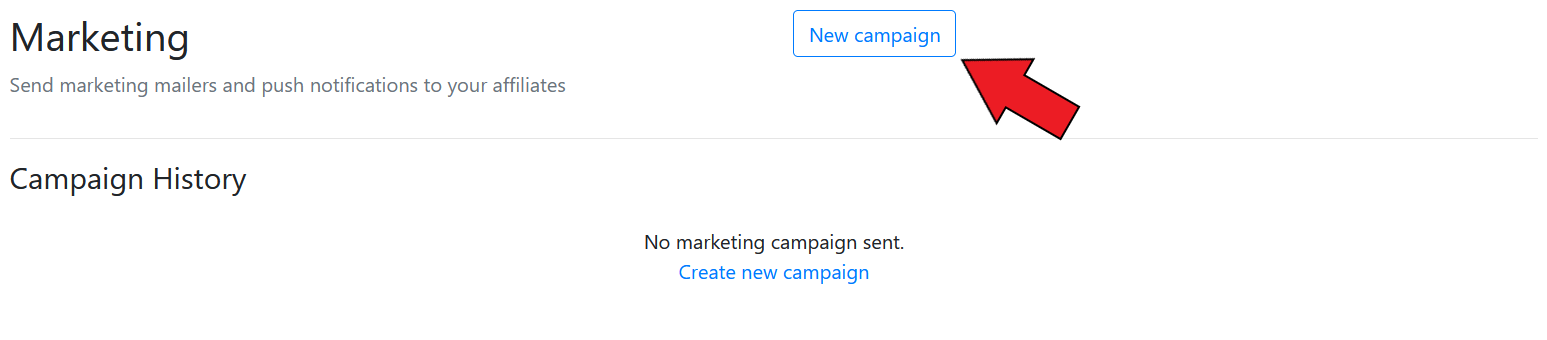 Marketing
New campaign
Send marketing mailers and push notifications to your affiliates
Campaign History
No marketing campaign sent.
Create new campaign